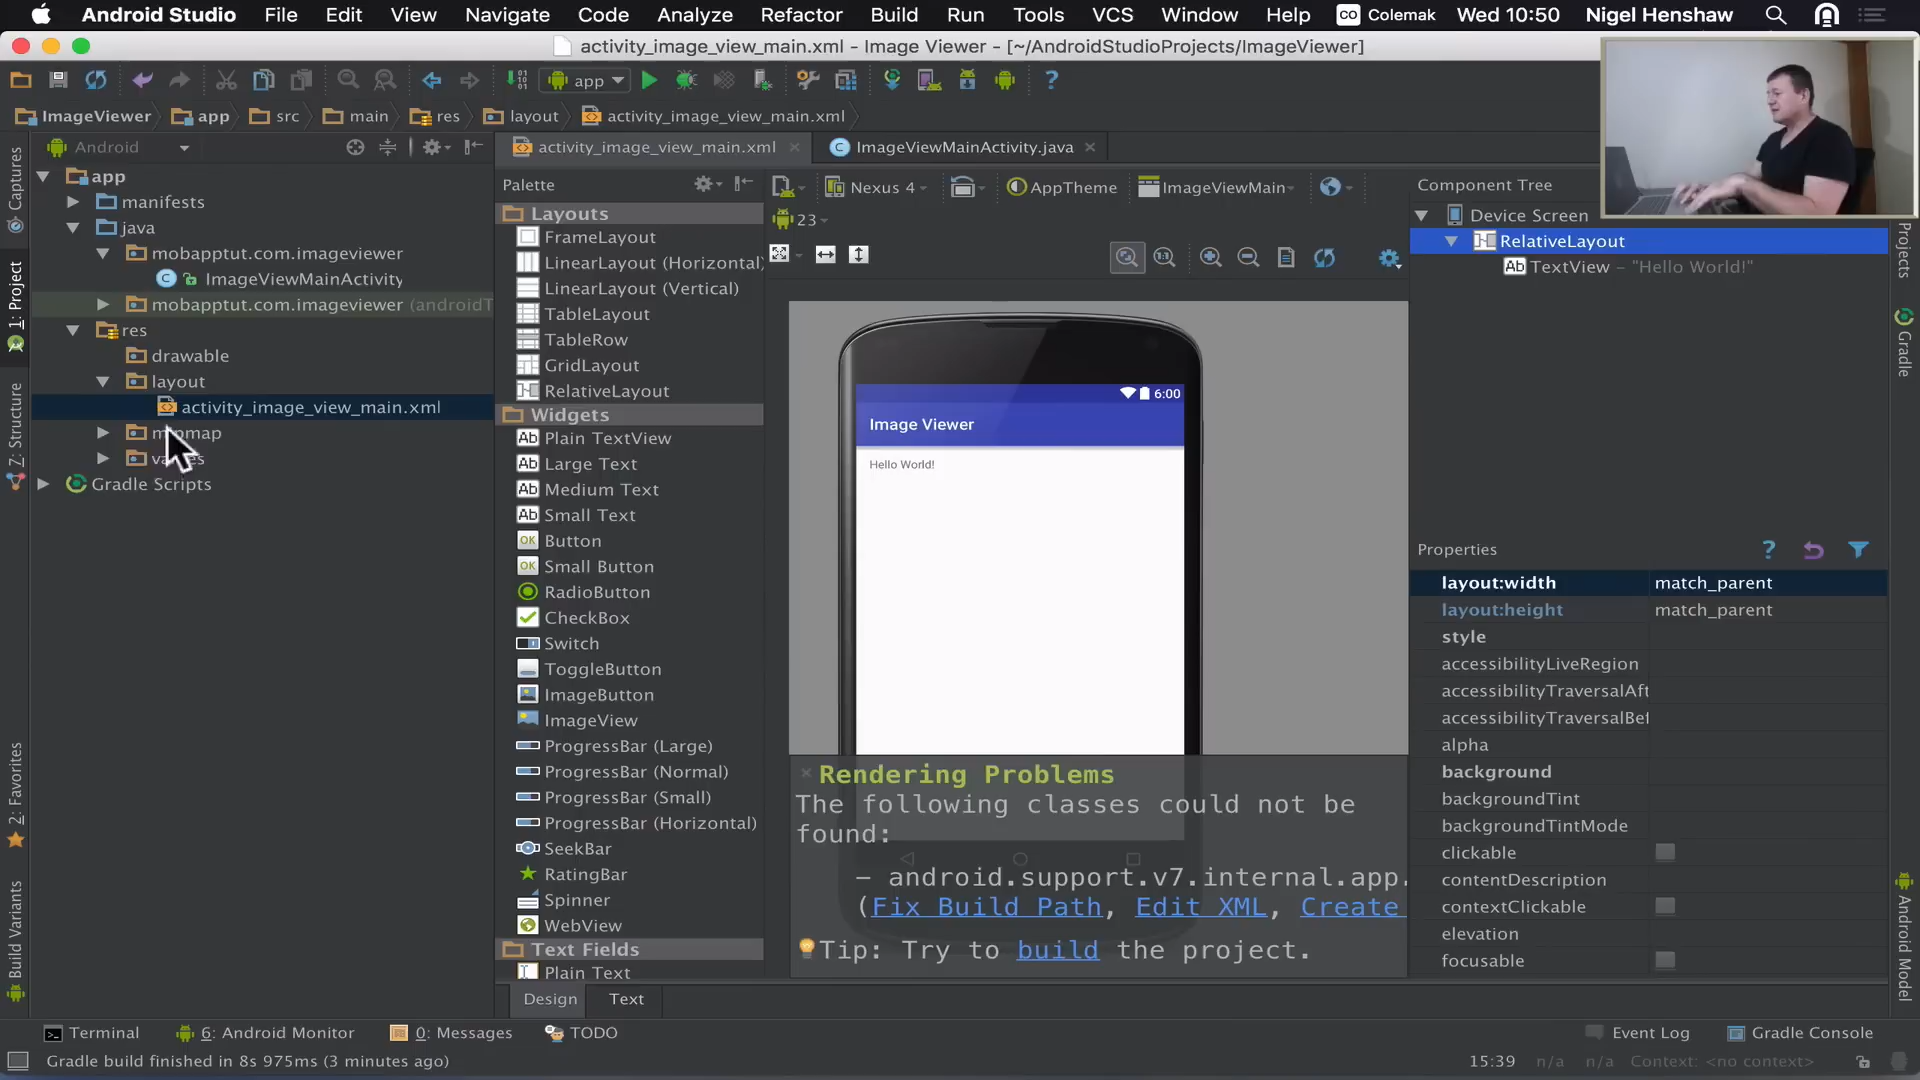 Android Studio File Edit View Navigate Code Analyze Refactor Build Run Tools VCS Window Help CO Colemak Wed 10:50 Nigel Henshaw
activity_image_view_main.xml - Image Viewer - [~/AndroidStudioProjects/ImageViewer]
app
ImageViewer app src main res layout activity_image_view_main.xml
Captures
1: Project
7: Structure
2: Favorites
Build Variants
Android
app
manifests
java
mobapptut.com.imageviewer
ImageViewMainActivity
mobapptut.com.imageviewer (androidT
res
drawable
layout
activity_image_view_main.xml
Gradle Scripts
activity_image_view_main.xml
ImageViewMainActivity.java
Palette
Layouts
FrameLayout
LinearLayout (Horizontal)
LinearLayout (Vertical)
TableLayout
TableRow
GridLayout
RelativeLayout
Widgets
Plain TextView
Large Text
Medium Text
Small Text
Button
Small Button
RadioButton
CheckBox
Switch
ToggleButton
ImageButton
ImageView
ProgressBar (Large)
ProgressBar (Normal)
ProgressBar (Small)
ProgressBar (Horizontal)
SeekBar
RatingBar
Spinner
WebView
Text Fields
Plain Text
Nexus 4 AppTheme ImageViewMain
23
6:00
Image Viewer
Hello World!
Rendering Problems
The following classes could not be
found:
– android.support.v7.internal.app.
(Fix Build Path, Edit XML, Create
Tip: Try to build the project.
Design Text
Component Tree
Device Screen
RelativeLayout
Ab TextView – "Hello World!"
Properties
layout:width match_parent
layout:height match_parent
style
accessibilityLiveRegion
accessibilityTraversalAft
accessibilityTraversalBef
alpha
background
backgroundTint
backgroundTintMode
clickable
contentDescription
contextClickable
elevation
focusable
Projects
Gradle
Android Model
Terminal 6: Android Monitor 0: Messages TODO Event Log Gradle Console
Gradle build finished in 8s 975ms (3 minutes ago) 15:39 n/a n/a Context: <no context>